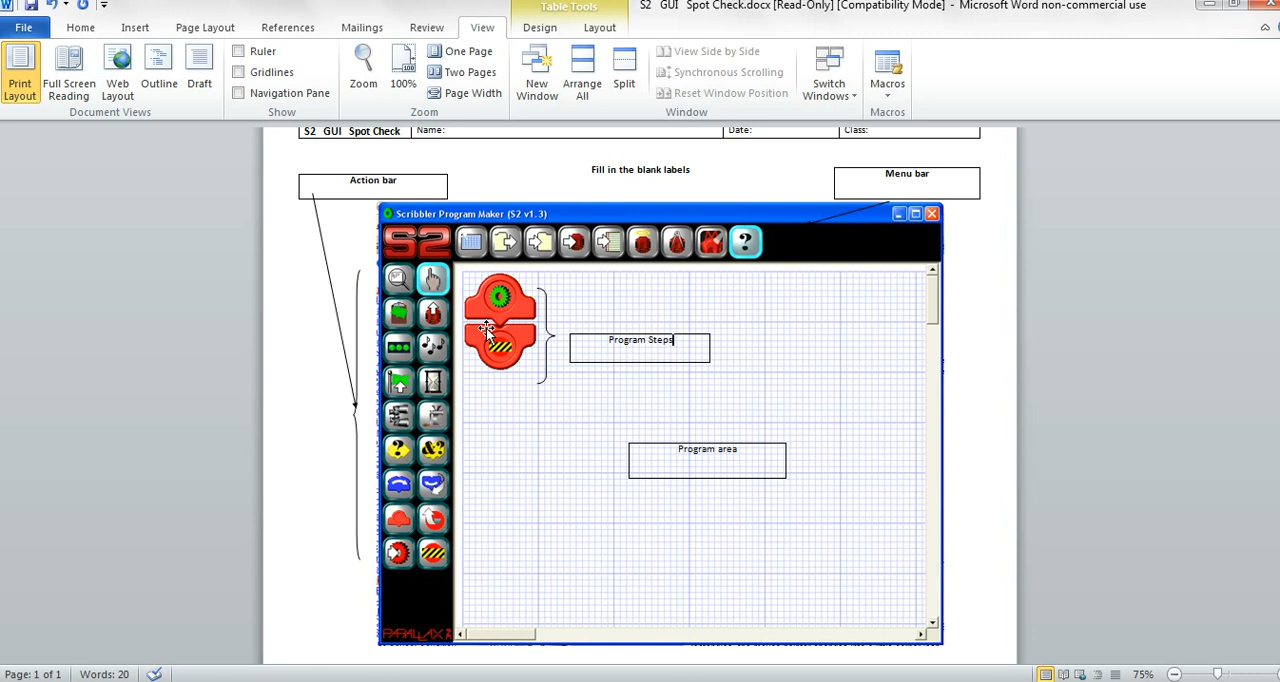 Table Tools
S2 GUI Spot Check.docx [Read-Only] [Compatibility Mode] - Microsoft Word non-commercial use
File Home Insert Page Layout References Mailings Review View Design Layout
Ruler
Gridlines
Navigation Pane
One Page
Two Pages
Page Width
View Side by Side
Synchronous Scrolling
Reset Window Position
Print Layout
Full Screen Reading
Web Layout
Outline
Draft
Zoom
100%
New Window
Arrange All
Split
Switch Windows
Macros
Document Views
Show
Zoom
Window
Macros
S2 GUI Spot Check Name: Date: Class:
Fill in the blank labels
Action bar
Menu bar
Scribbler Program Maker (S2 v1.3)
S2
Program Steps
Program area
PARALLAX
Page: 1 of 1 Words: 20 75%